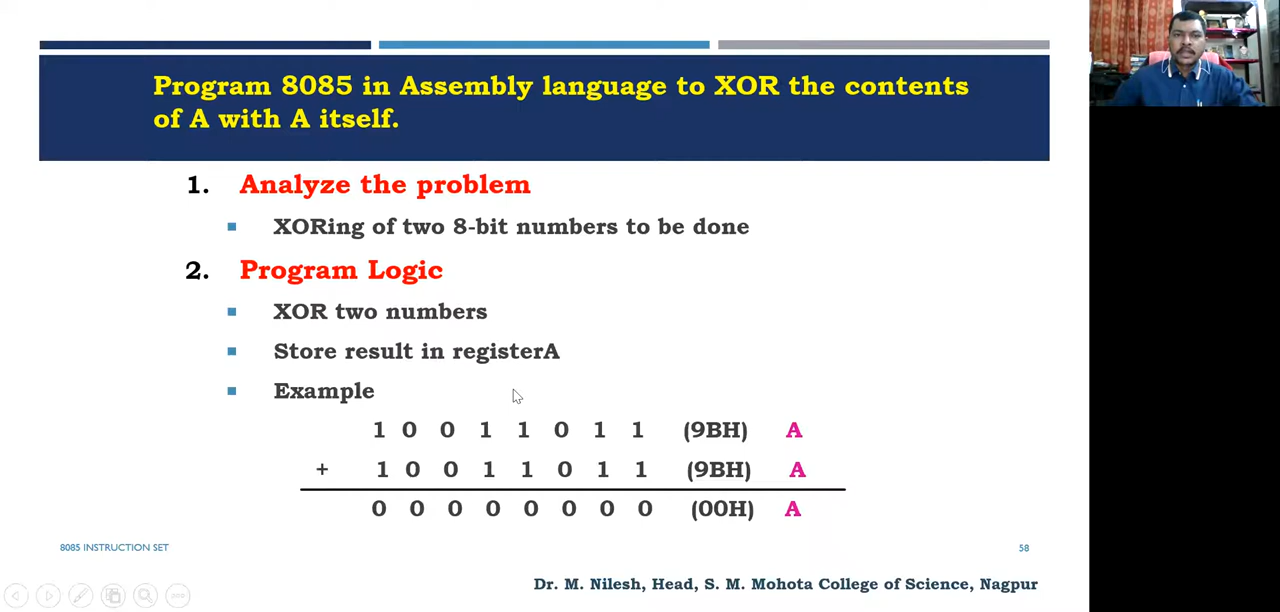 Program 8085 in Assembly language to XOR the contents
of A with A itself.
1. Analyze the problem
XORing of two 8-bit numbers to be done
2. Program Logic
XOR two numbers
Store result in registerA
Example
1 0 0 1 1 0 1 1 (9BH) A
+ 1 0 0 1 1 0 1 1 (9BH) A
0 0 0 0 0 0 0 0 (00H) A
8085 INSTRUCTION SET 58
Dr. M. Nilesh, Head, S. M. Mohota College of Science, Nagpur